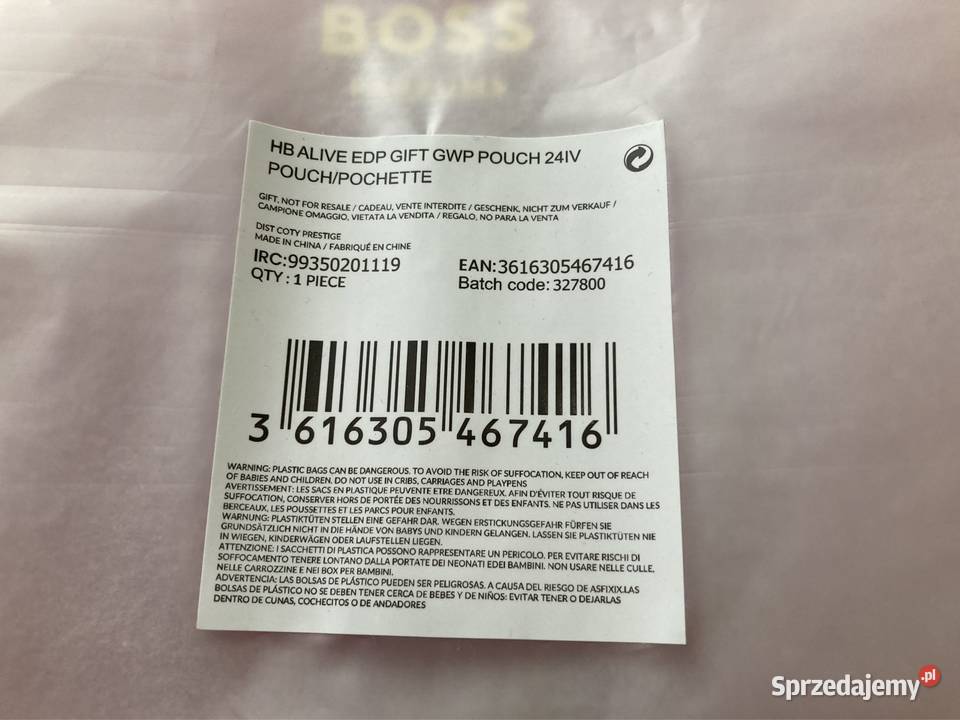 BOSS
HB ALIVE EDP GIFT GWP POUCH 24IV
POUCH/POCHETTE
GIFT, NOT FOR RESALE / CADEAU, VENTE INTERDITE / GESCHENK, NICHT ZUM VERKAUF /
CAMPIONE OMAGGIO, VIETATA LA VENDITA / REGALO, NO PARA LA VENTA
DIST COTY PRESTIGE
MADE IN CHINA / FABRIQUÉ EN CHINE
IRC:99350201119
QTY : 1 PIECE
EAN:3616305467416
Batch code: 327800
3 616305 467416
WARNING: PLASTIC BAGS CAN BE DANGEROUS. TO AVOID THE RISK OF SUFFOCATION, KEEP OUT OF REACH
OF BABIES AND CHILDREN. DO NOT USE IN CRIBS, CARRIAGES AND PLAYPENS
AVERTISSEMENT: LES SACS EN PLASTIQUE PEUVENTE ETRE DANGEREUX. AFIN D'ÉVITER TOUT RISQUE DE
SUFFOCATION, CONSERVER HORS DE PORTÉE DES NOURRISSONS ET DES ENFANTS. NE PAS UTILISER DANS LES
BERCEAUX, LES POUSSETTES ET LES PARCS POUR ENFANTS.
WARNUNG: PLASTIKTÜTEN STELLEN EINE GEFAHR DAR. WEGEN ERSTICKUNGSGEFAHR FÜRFEN SIE
GRUNDSÄTZLICH NICHT IN DIE HÄNDE VON BABYS UND KINDERN GELANGEN. LASSEN SIE PLASTIKTÜTEN NIE
IN WIEGEN, KINDERWÄGEN ODER LAUFSTELLEN LIEGEN.
ATTENZIONE: I SACCHETTI DI PLASTICA POSSONO RAPPRESENTARE UN PERICOLO. PER EVITARE RISCHI DI
SOFFOCAMENTO TENERE LONTANO DALLA PORTATE DEI NEONATI EDEI BAMBINI. NON USARE NELLE CULLE,
NELLE CARROZZINE E NEI BOX PER BAMBINI.
ADVERTENCIA: LAS BOLSAS DE PLÁSTICO PUEDEN SER PELIGROSAS. A CAUSA DEL RIESGO DE ASFIXIX.LAS
BOLSAS DE PLÁSTICO NO SE DEBEN TENER CERCA DE BEBES Y DE NIÑOS: EVITAR TENER O DEJARLAS
DENTRO DE CUNAS, COCHECITOS O DE ANDADORES
Sprzedajemy.pl